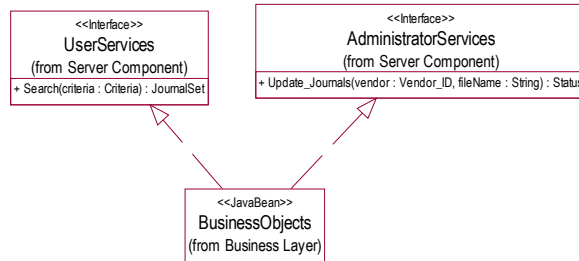 <<Interface>>
UserServices
(from Server Component)
+ Search(criteria : Criteria) : JournalSet
<<Interface>>
AdministratorServices
(from Server Component)
+ Update_Journals(vendor : Vendor_ID, fileName : String) : Status
<<JavaBean>>
BusinessObjects
(from Business Layer)